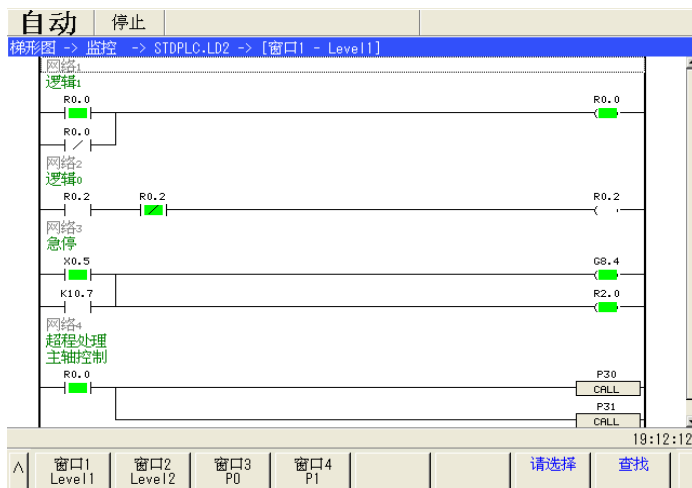 自动 停止
梯形图 -> 监控 -> STDPLC.LD2 -> [窗口1 - Level1]
网络1
逻辑1
R0.0 R0.0
R0.0
网络2
逻辑0
R0.2 R0.2 R0.2
网络3
急停
X0.5 G8.4
K10.7 R2.0
网络4
超程处理
主轴控制
R0.0 P30
CALL
P31
CALL
19:12:12
窗口1 窗口2 窗口3 窗口4 请选择 查找
Level1 Level2 P0 P1